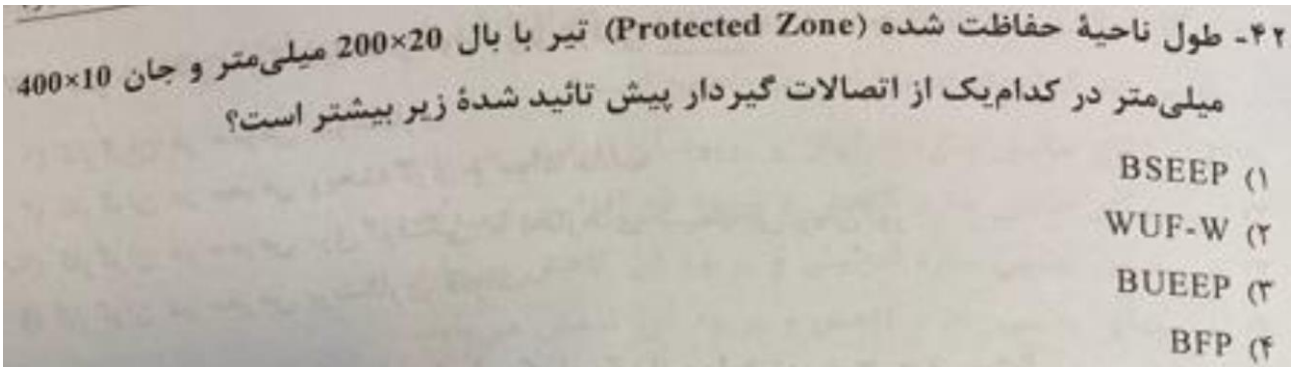 ۴۲- طول ناحیهٔ حفاظت شده (Protected Zone) تیر با بال 200×20 میلی‌متر و جان 400×10
میلی‌متر در کدام‌یک از اتصالات گیردار پیش تائید شدهٔ زیر بیشتر است؟
۱) BSEEP
۲) WUF-W
۳) BUEEP
۴) BFP